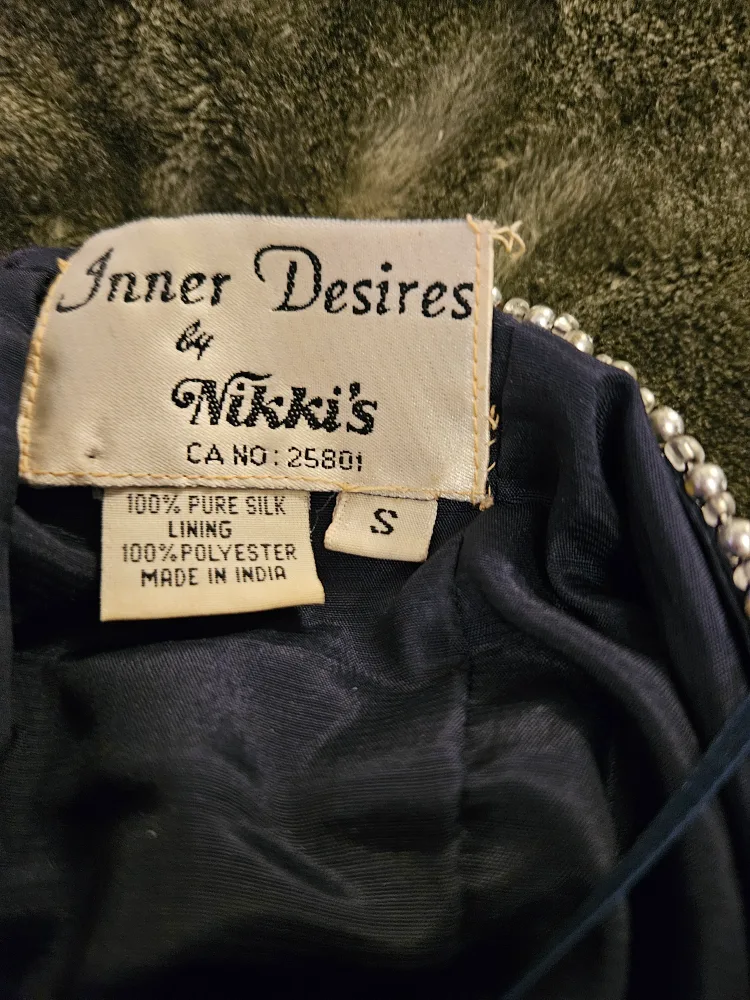 Inner Desires
by
Nikki's
CA NO: 25801
100% PURE SILK
LINING
100%POLYESTER
MADE IN INDIA
S